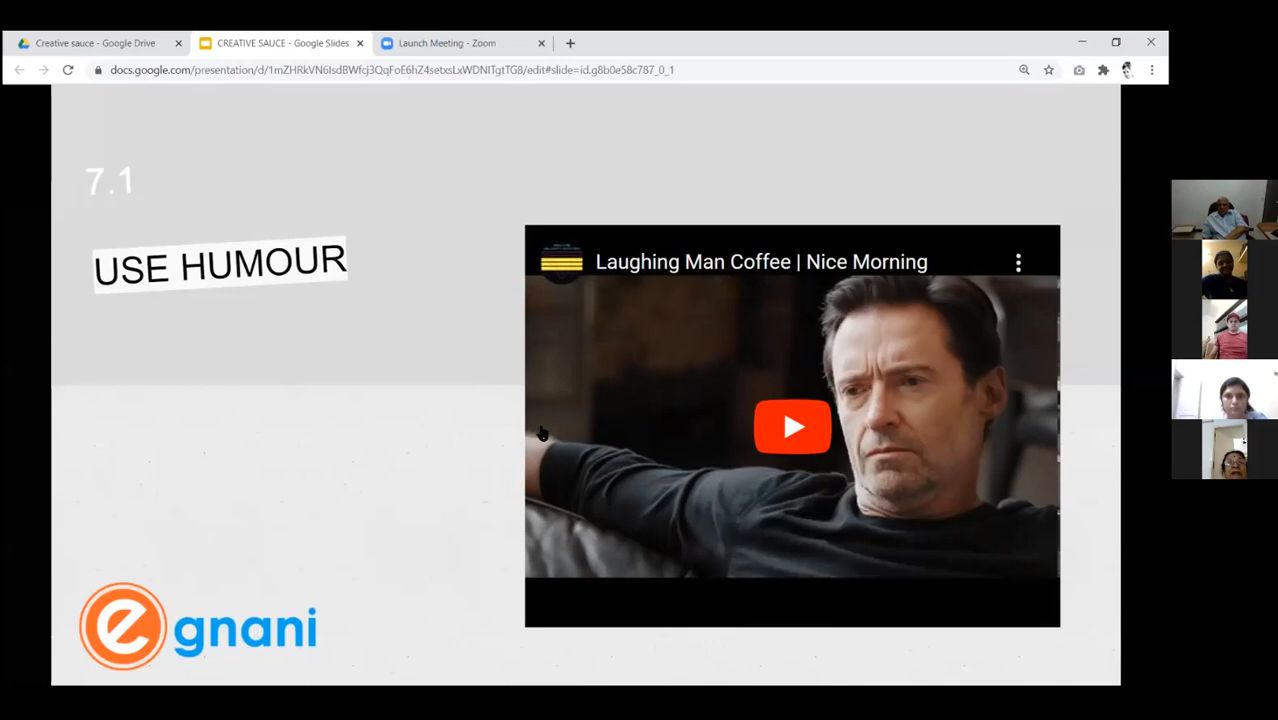 Creative sauce - Google Drive
CREATIVE SAUCE - Google Slides
Launch Meeting - Zoom
docs.google.com/presentation/d/1mZHRkVN6IsdBWfcj3QqFoE6hZ4setxsLxWDNITgtTG8/edit#slide=id.g8b0e58c787_0_1
7.1
USE HUMOUR
Laughing Man Coffee | Nice Morning
e gnani